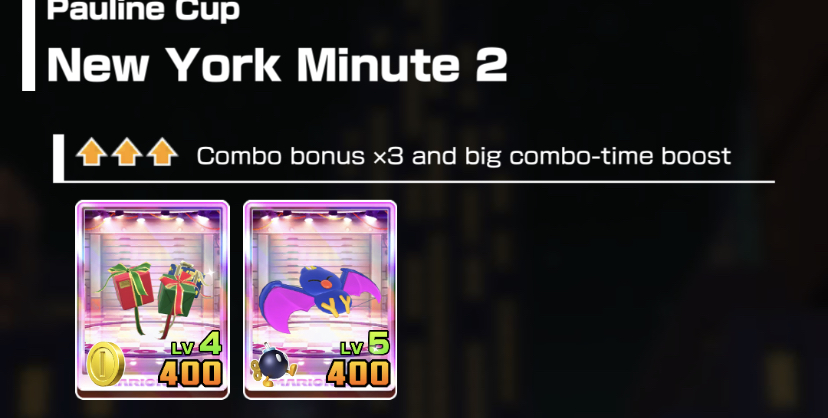 Pauline Cup
New York Minute 2
Combo bonus ×3 and big combo-time boost
LV 4
400
LV 5
400